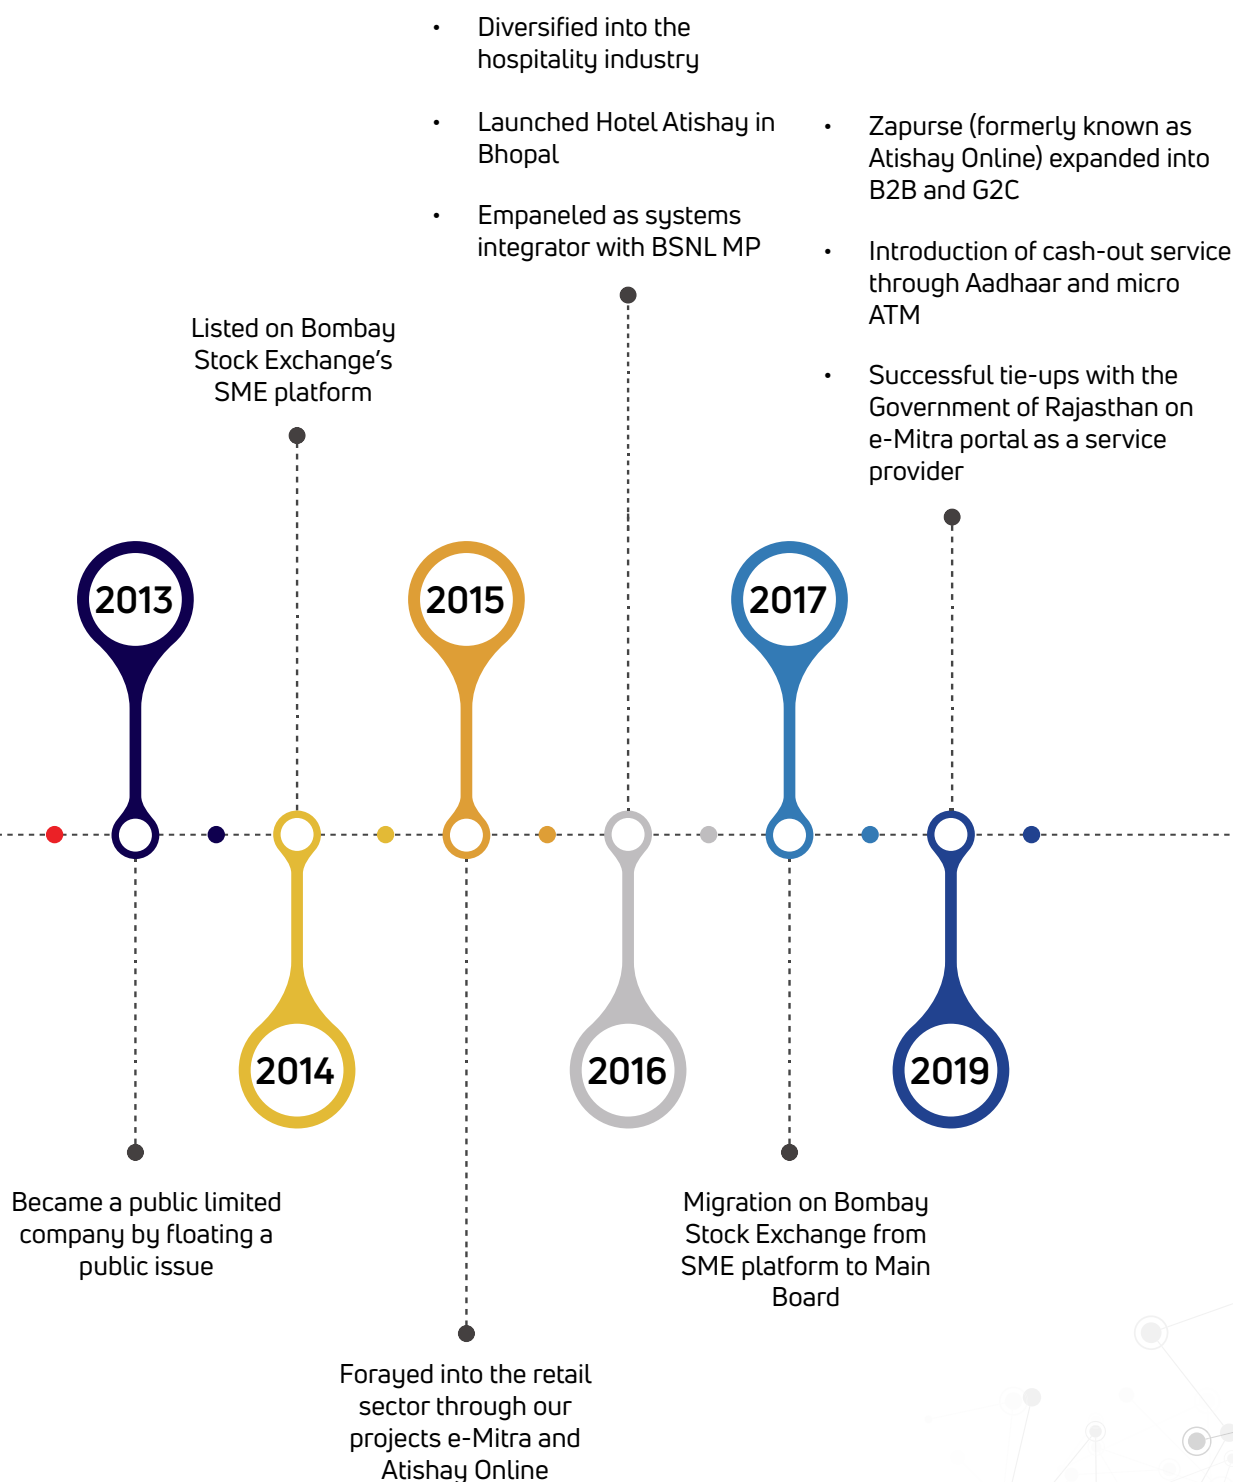 • Diversified into the
hospitality industry
• Launched Hotel Atishay in
Bhopal
• Empaneled as systems
integrator with BSNL MP
• Zapurse (formerly known as
Atishay Online) expanded into
B2B and G2C
• Introduction of cash-out service
through Aadhaar and micro
ATM
• Successful tie-ups with the
Government of Rajasthan on
e-Mitra portal as a service
provider
Listed on Bombay
Stock Exchange’s
SME platform
2013
2015
2017
2014
2016
2019
Became a public limited
company by floating a
public issue
Migration on Bombay
Stock Exchange from
SME platform to Main
Board
Forayed into the retail
sector through our
projects e-Mitra and
Atishay Online